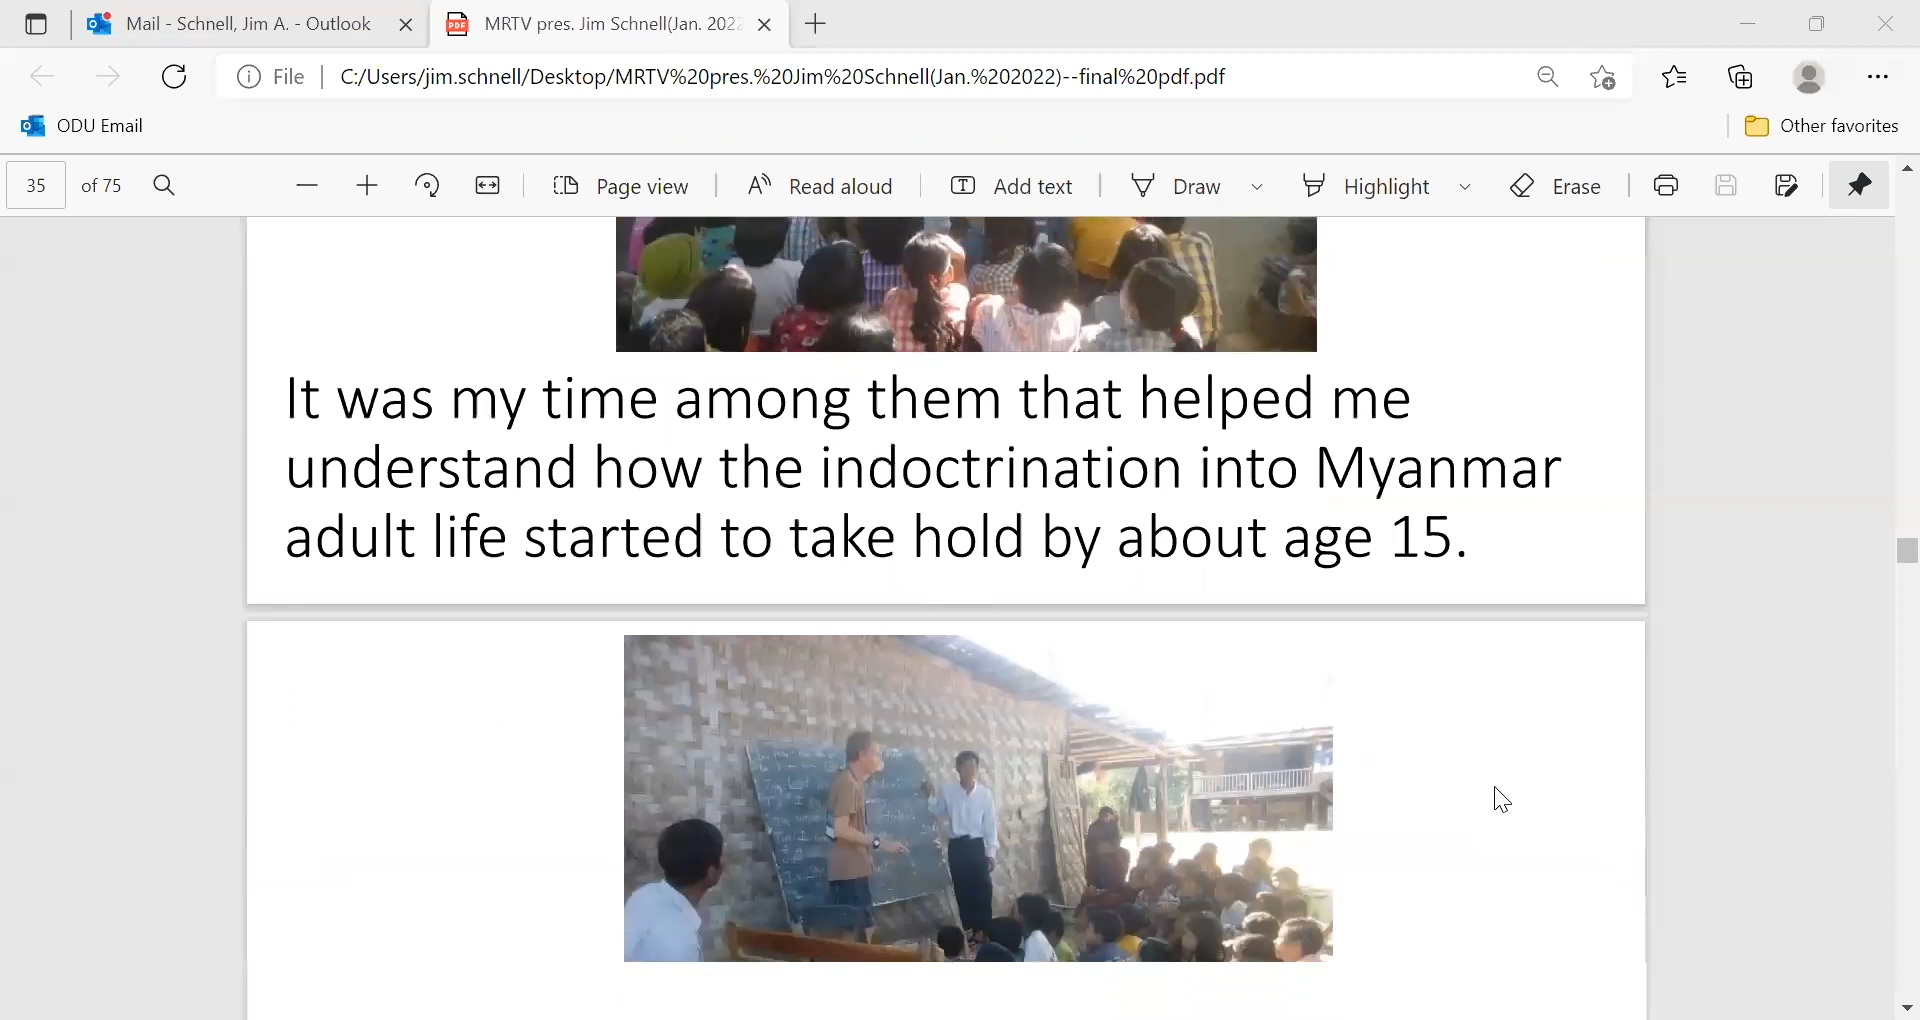 Mail - Schnell, Jim A. - Outlook
MRTV pres. Jim Schnell(Jan. 2022
File
C:/Users/jim.schnell/Desktop/MRTV%20pres.%20Jim%20Schnell(Jan.%202022)--final%20pdf.pdf
ODU Email
Other favorites
35 of 75
Page view
Read aloud
Add text
Draw
Highlight
Erase
It was my time among them that helped me
understand how the indoctrination into Myanmar
adult life started to take hold by about age 15.